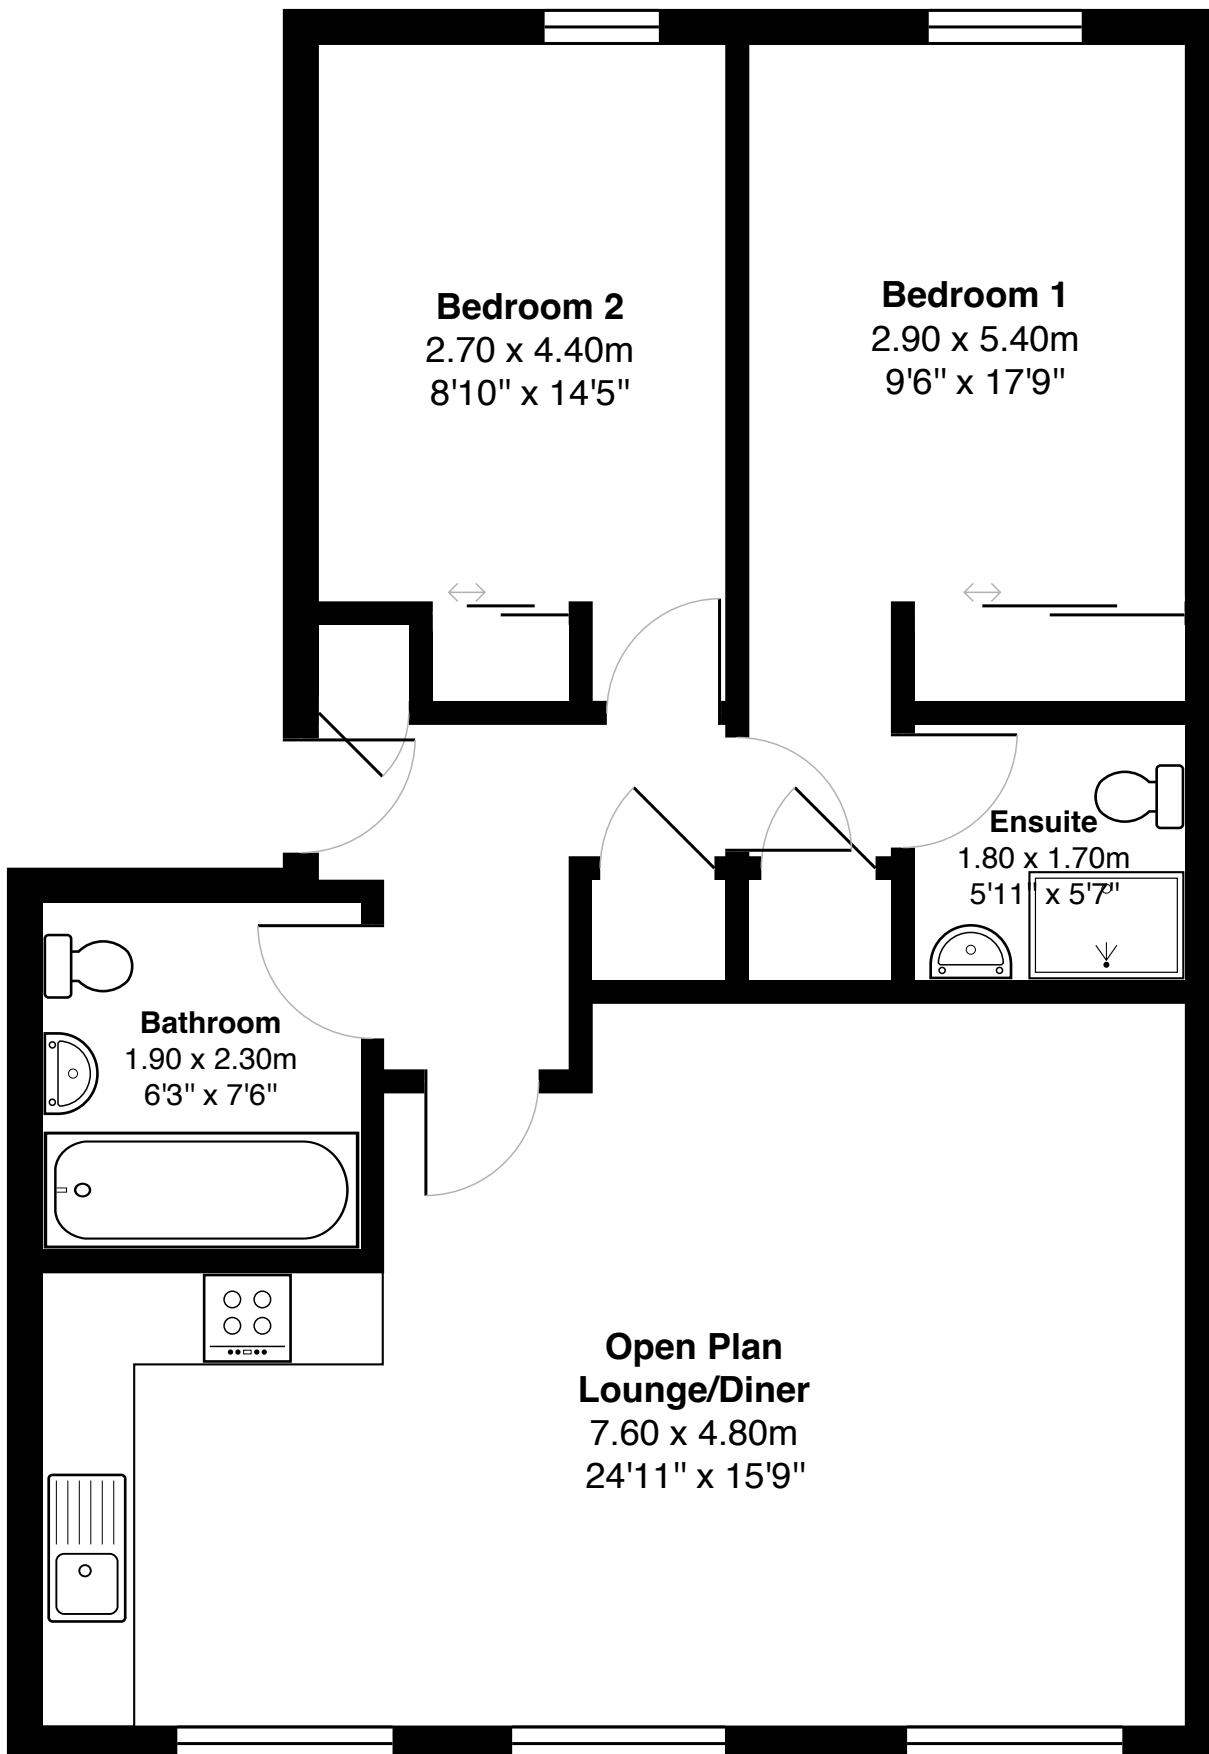 Bedroom 2
2.70 x 4.40m
8'10" x 14'5"
Bedroom 1
2.90 x 5.40m
9'6" x 17'9"
Ensuite
1.80 x 1.70m
5'11" x 5'7"
Bathroom
1.90 x 2.30m
6'3" x 7'6"
Open Plan
Lounge/Diner
7.60 x 4.80m
24'11" x 15'9"